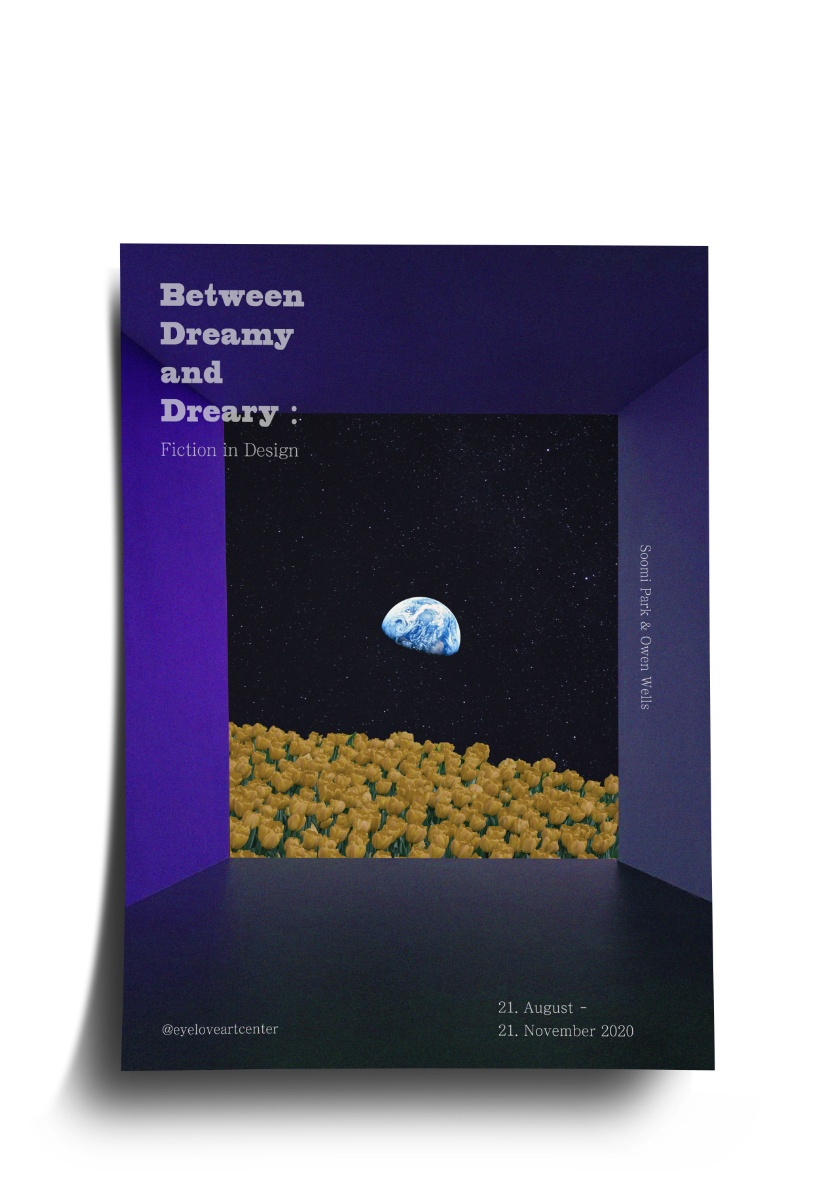 Between
Dreamy
and
Dreary :
Fiction in Design
Soomi Park & Owen Wells
@eyeloveartcenter
21. August -
21. November 2020